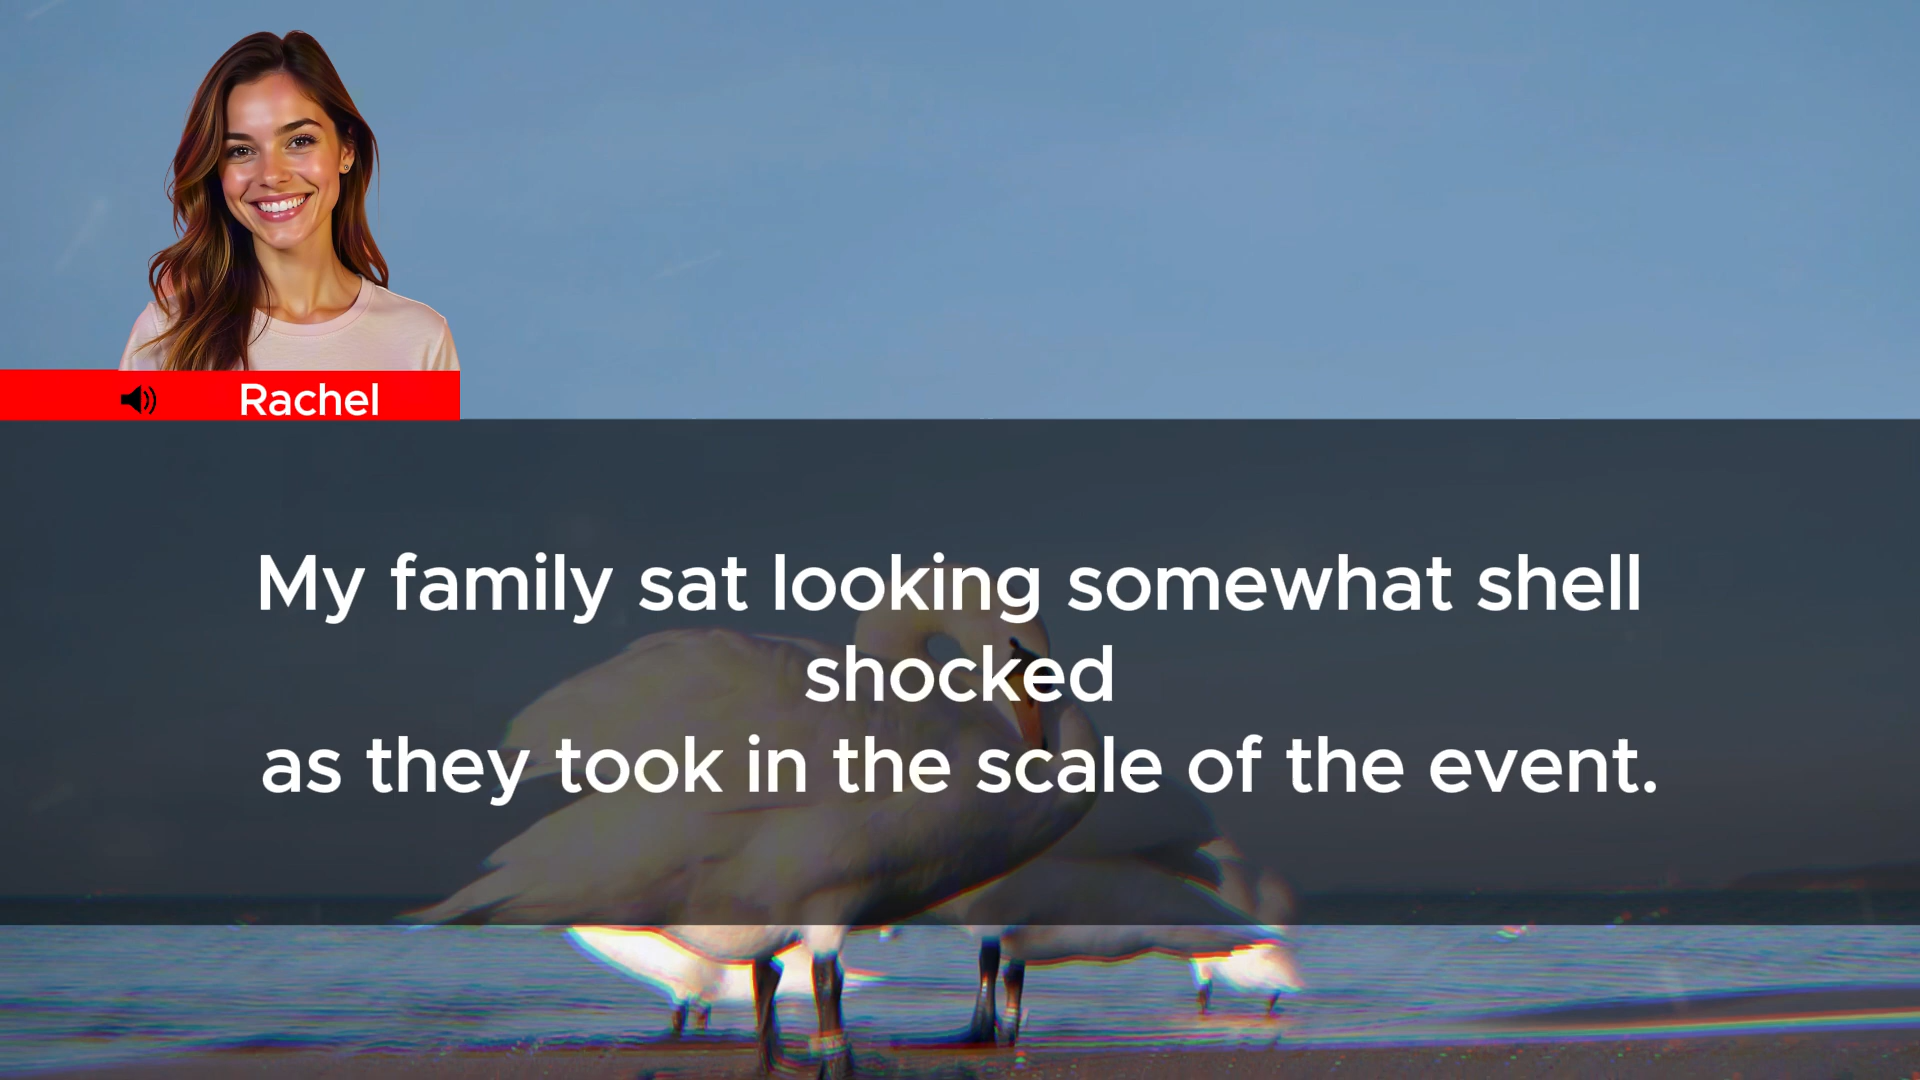 Rachel
My family sat looking somewhat shell
shocked
as they took in the scale of the event.